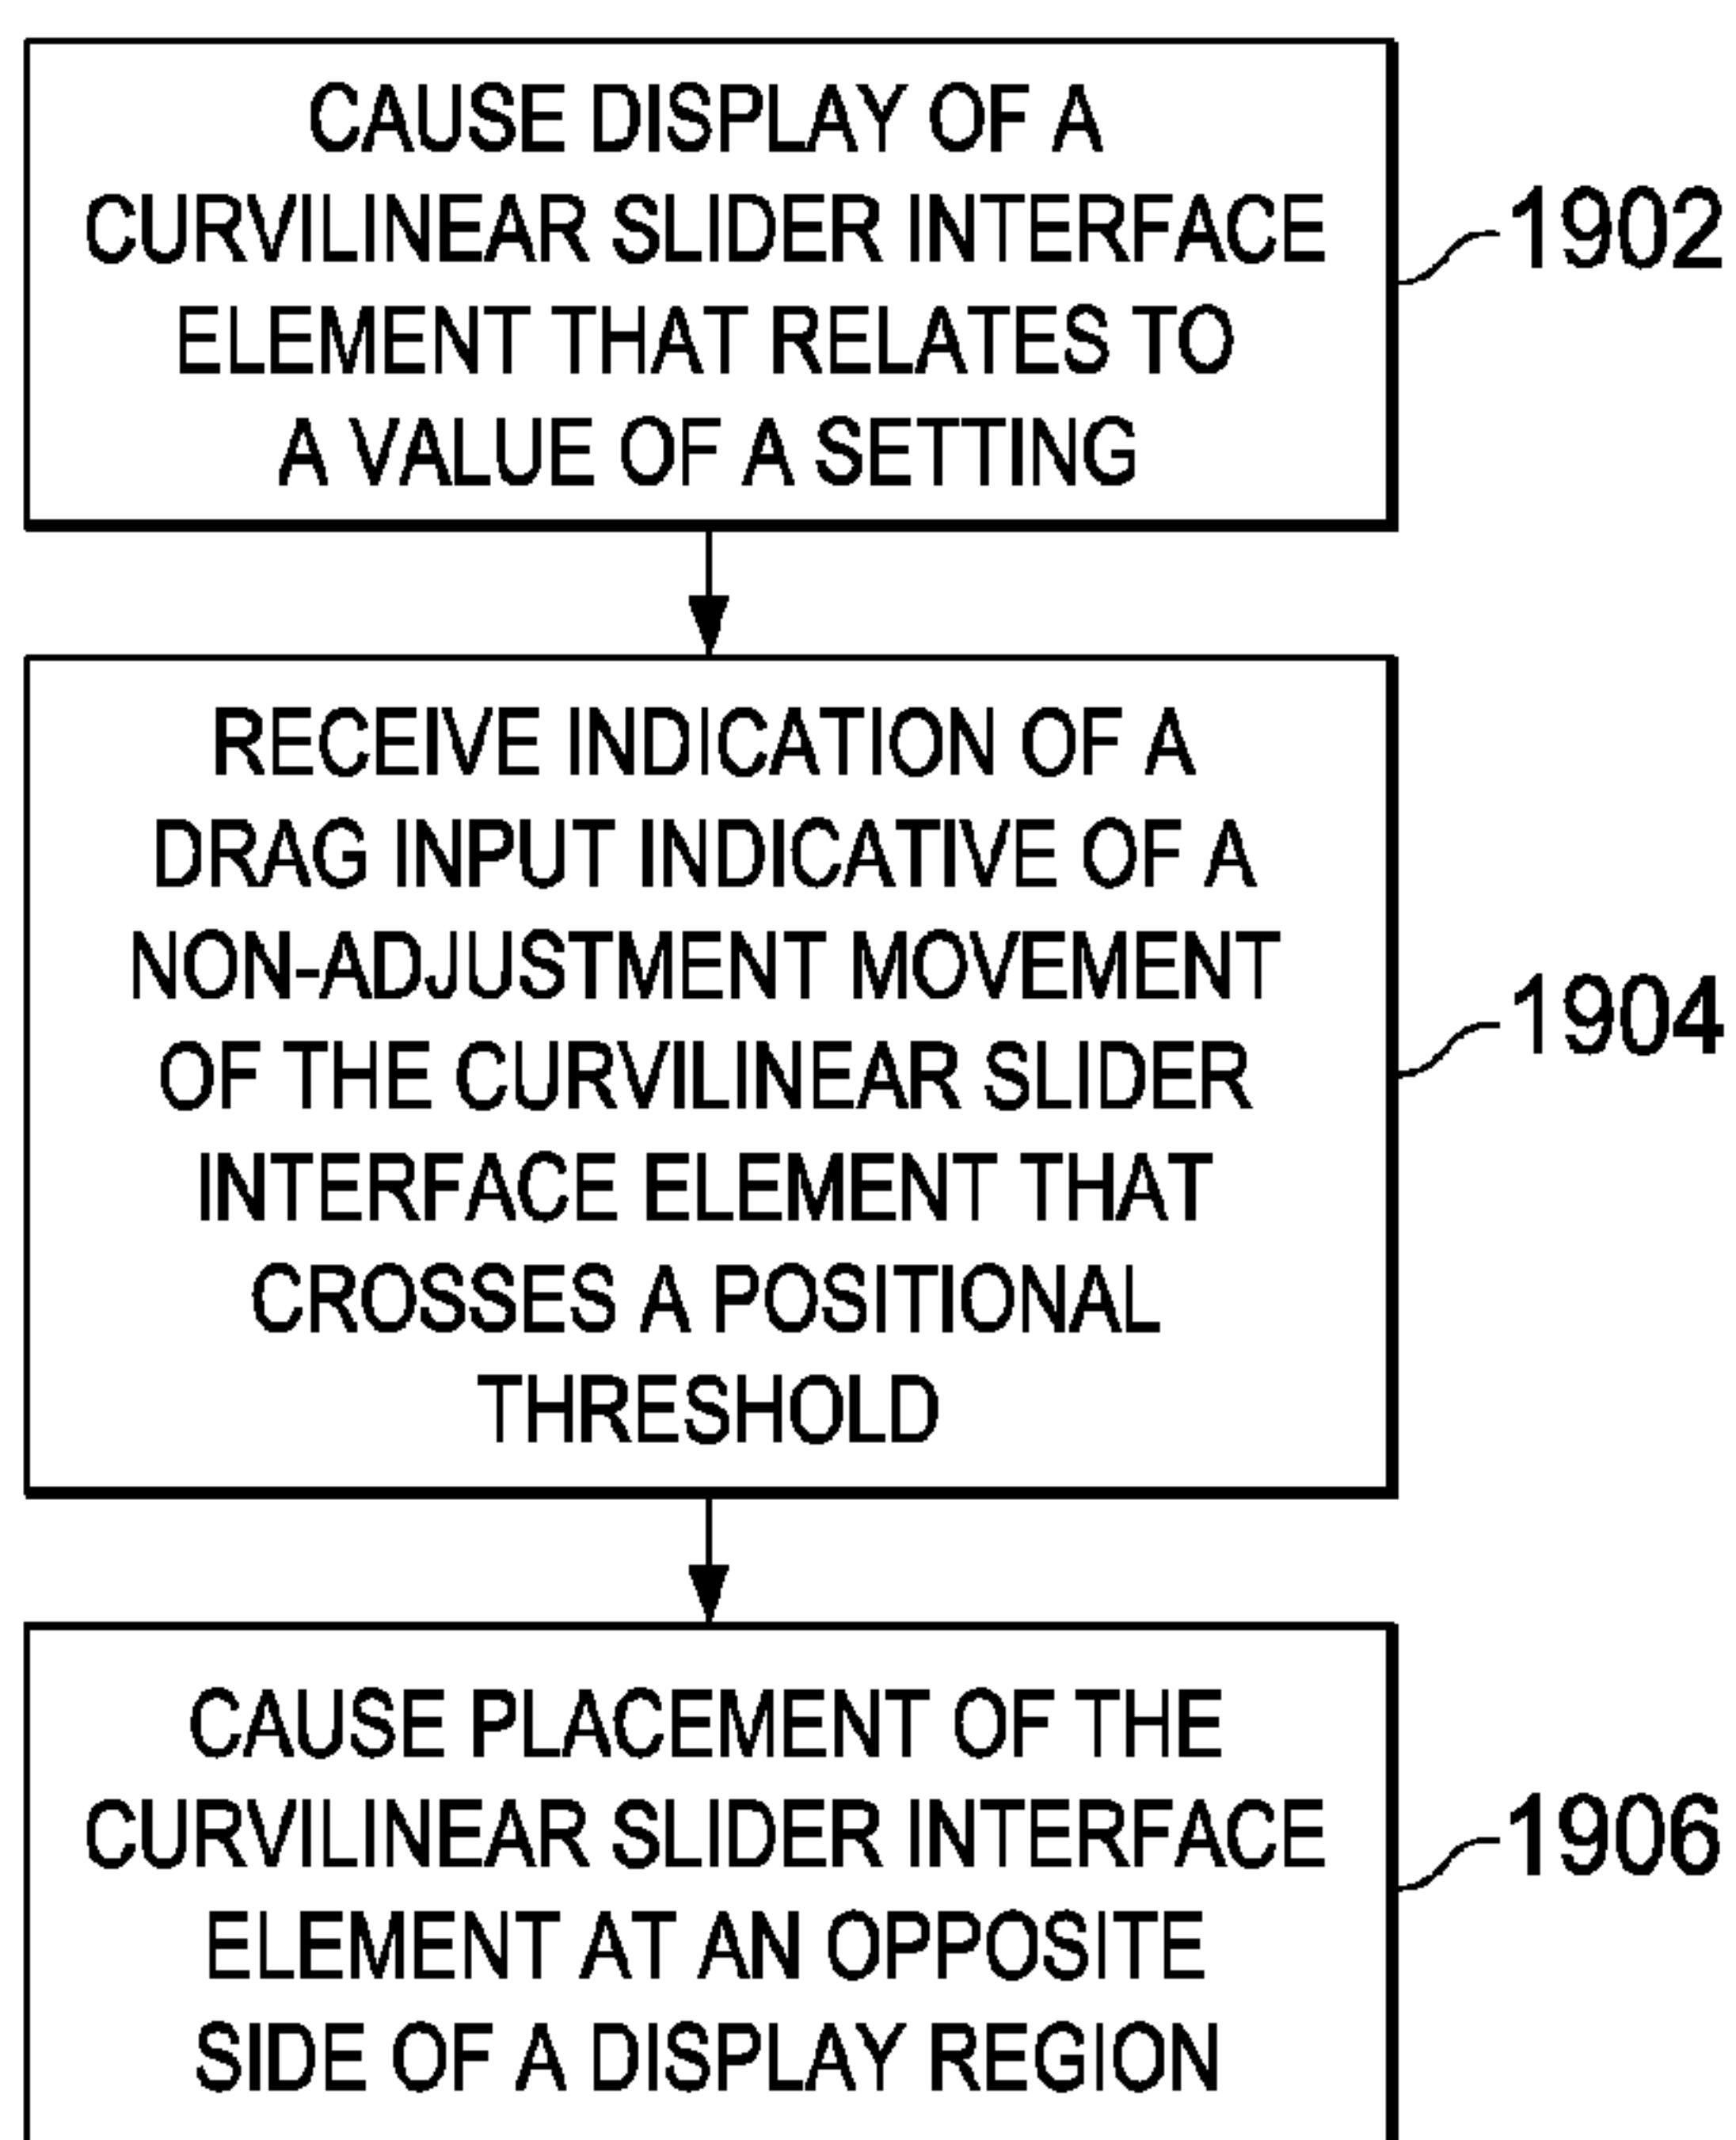 CAUSE DISPLAY OF A
CURVILINEAR SLIDER INTERFACE
ELEMENT THAT RELATES TO
A VALUE OF A SETTING
1902
RECEIVE INDICATION OF A
DRAG INPUT INDICATIVE OF A
NON-ADJUSTMENT MOVEMENT
OF THE CURVILINEAR SLIDER
INTERFACE ELEMENT THAT
CROSSES A POSITIONAL
THRESHOLD
1904
CAUSE PLACEMENT OF THE
CURVILINEAR SLIDER INTERFACE
ELEMENT AT AN OPPOSITE
SIDE OF A DISPLAY REGION
1906